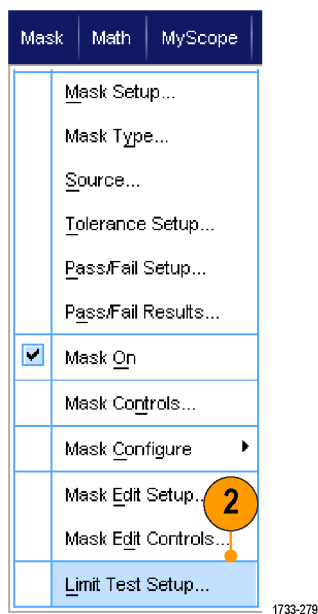 Mask Math MyScope
Mask Setup...
Mask Type...
Source...
Tolerance Setup...
Pass/Fail Setup...
Pass/Fail Results...
Mask On
Mask Controls...
Mask Configure
Mask Edit Setup..
2
Mask Edit Controls...
Limit Test Setup...
1733-279